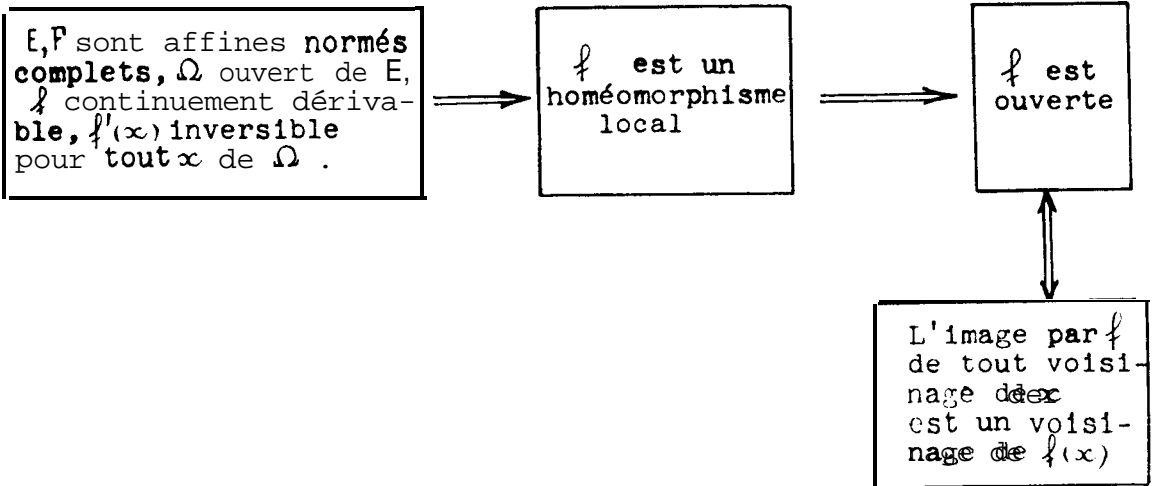 E,F sont affines normés
complets, Ω ouvert de E,
f continuement dériva-
ble, f'(x) inversible
pour tout x de Ω .
f est un
homéomorphisme
local
f est
ouverte
L'image par f
de tout voisi-
nage de x
est un voisi-
nage de f(x)